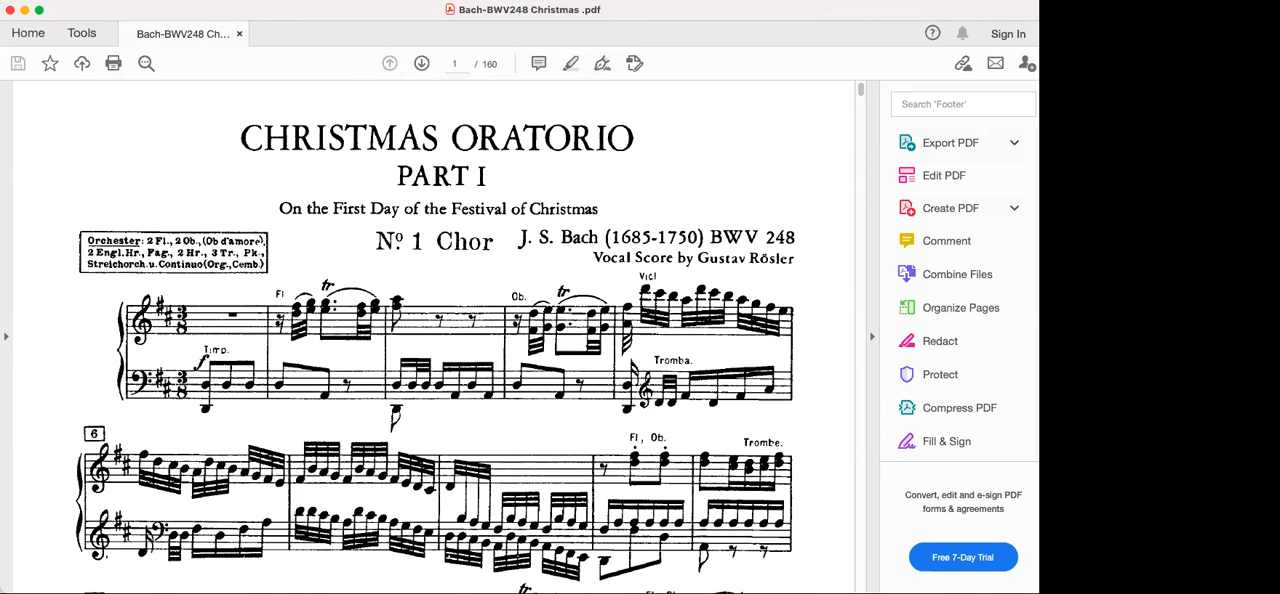 Bach-BWV248 Christmas .pdf
Home
Tools
Bach-BWV248 Ch... ×
Sign In
1 / 160
Search 'Footer'
CHRISTMAS ORATORIO
PART I
On the First Day of the Festival of Christmas
Orchester: 2 Fl., 2 Ob., (Ob d'amore),
2 Engl.Hr., Fag., 2 Hr., 3 Tr., Pk.,
Streichorch.u.Continuo(Org.,Cemb.)
Nº 1 Chor
J. S. Bach (1685-1750) BWV 248
Vocal Score by Gustav Rösler
Fl
tr
Ob.
tr
Viol
Timp.
f
Tromba.
6
Fl, Ob.
Trombe.
tr
Export PDF
Edit PDF
Create PDF
Comment
Combine Files
Organize Pages
Redact
Protect
Compress PDF
Fill & Sign
Convert, edit and e-sign PDF
forms & agreements
Free 7-Day Trial